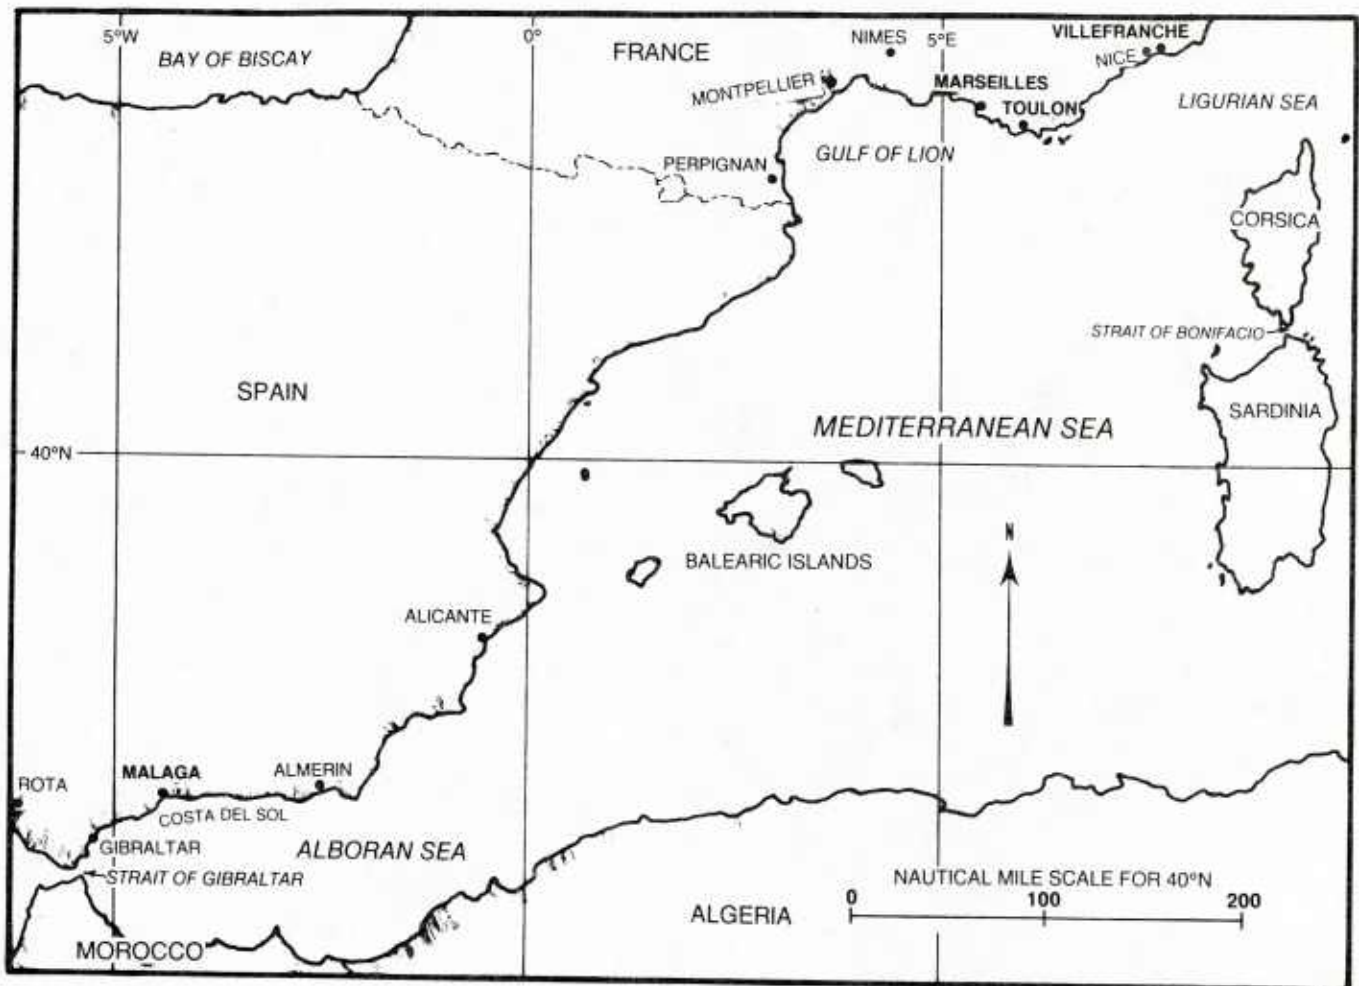 5°W
0°
5°E
BAY OF BISCAY
FRANCE
NIMES
VILLEFRANCHE
NICE
MONTPELLIER
MARSEILLES
TOULON
LIGURIAN SEA
GULF OF LION
PERPIGNAN
CORSICA
STRAIT OF BONIFACIO
SPAIN
SARDINIA
MEDITERRANEAN SEA
40°N
N
BALEARIC ISLANDS
ALICANTE
MALAGA
ALMERIN
ROTA
COSTA DEL SOL
GIBRALTAR
ALBORAN SEA
STRAIT OF GIBRALTAR
NAUTICAL MILE SCALE FOR 40°N
0 100 200
ALGERIA
MOROCCO